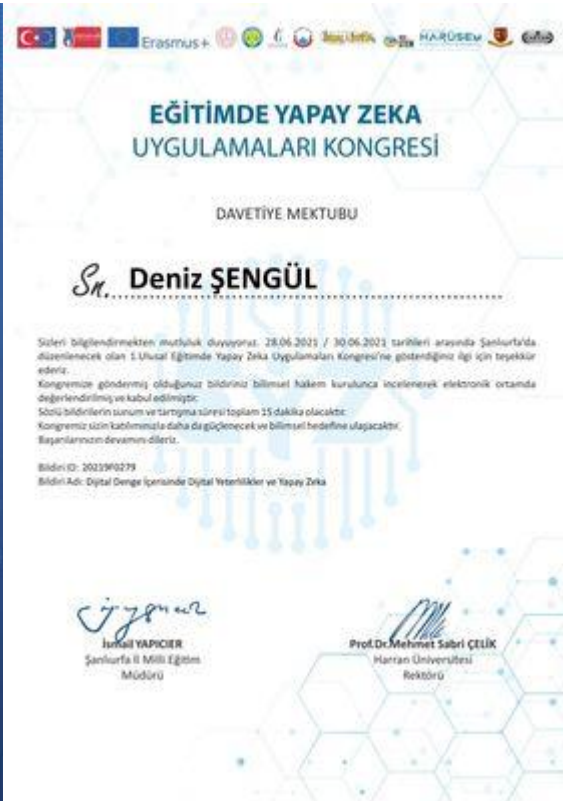 Erasmus+ HARÜSEM
EĞİTİMDE YAPAY ZEKA
UYGULAMALARI KONGRESİ
DAVETİYE MEKTUBU
Sn. Deniz ŞENGÜL
Sizleri bilgilendirmekten mutluluk duyuyoruz. 28.06.2021 / 30.06.2021 tarihleri arasında Şanlıurfa'da
düzenlenecek olan 1.Ulusal Eğitimde Yapay Zeka Uygulamaları Kongresi'ne gösterdiğiniz ilgi için teşekkür
ederiz.
Kongremize göndermiş olduğunuz bildiriniz bilimsel hakem kurulunca incelenerek elektronik ortamda
değerlendirilmiş ve kabul edilmiştir.
Sözlü bildirilerin sunum ve tartışma süresi toplam 15 dakika olacaktır.
Kongremiz sizin katılımınızla daha da güçlenecek ve bilimsel hedefine ulaşacaktır.
Başarılarınızın devamını dileriz.
Bildiri ID: 20219F0279
Bildiri Adı: Dijital Denge İçerisinde Dijital Yeterlilikler ve Yapay Zeka
İsmail YAPICIER
Şanlıurfa İl Milli Eğitim
Müdürü
Prof.Dr.Mehmet Sabri ÇELİK
Harran Üniversitesi
Rektörü